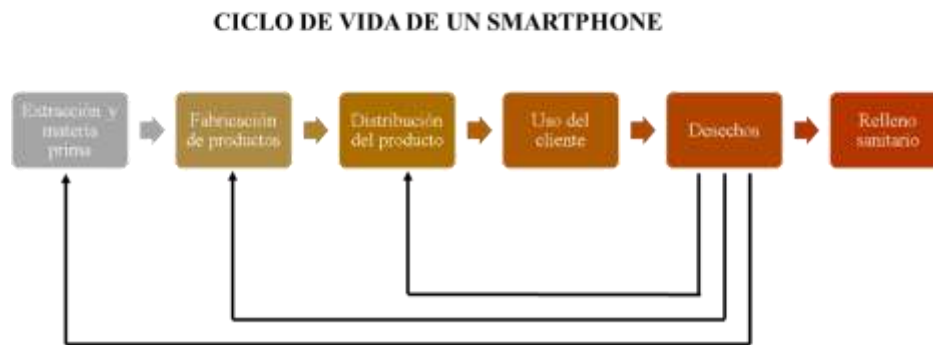 CICLO DE VIDA DE UN SMARTPHONE
Extracción y
materia
prima
Fabricación
de productos
Distribución
del producto
Uso del
cliente
Desechos
Relleno
sanitario